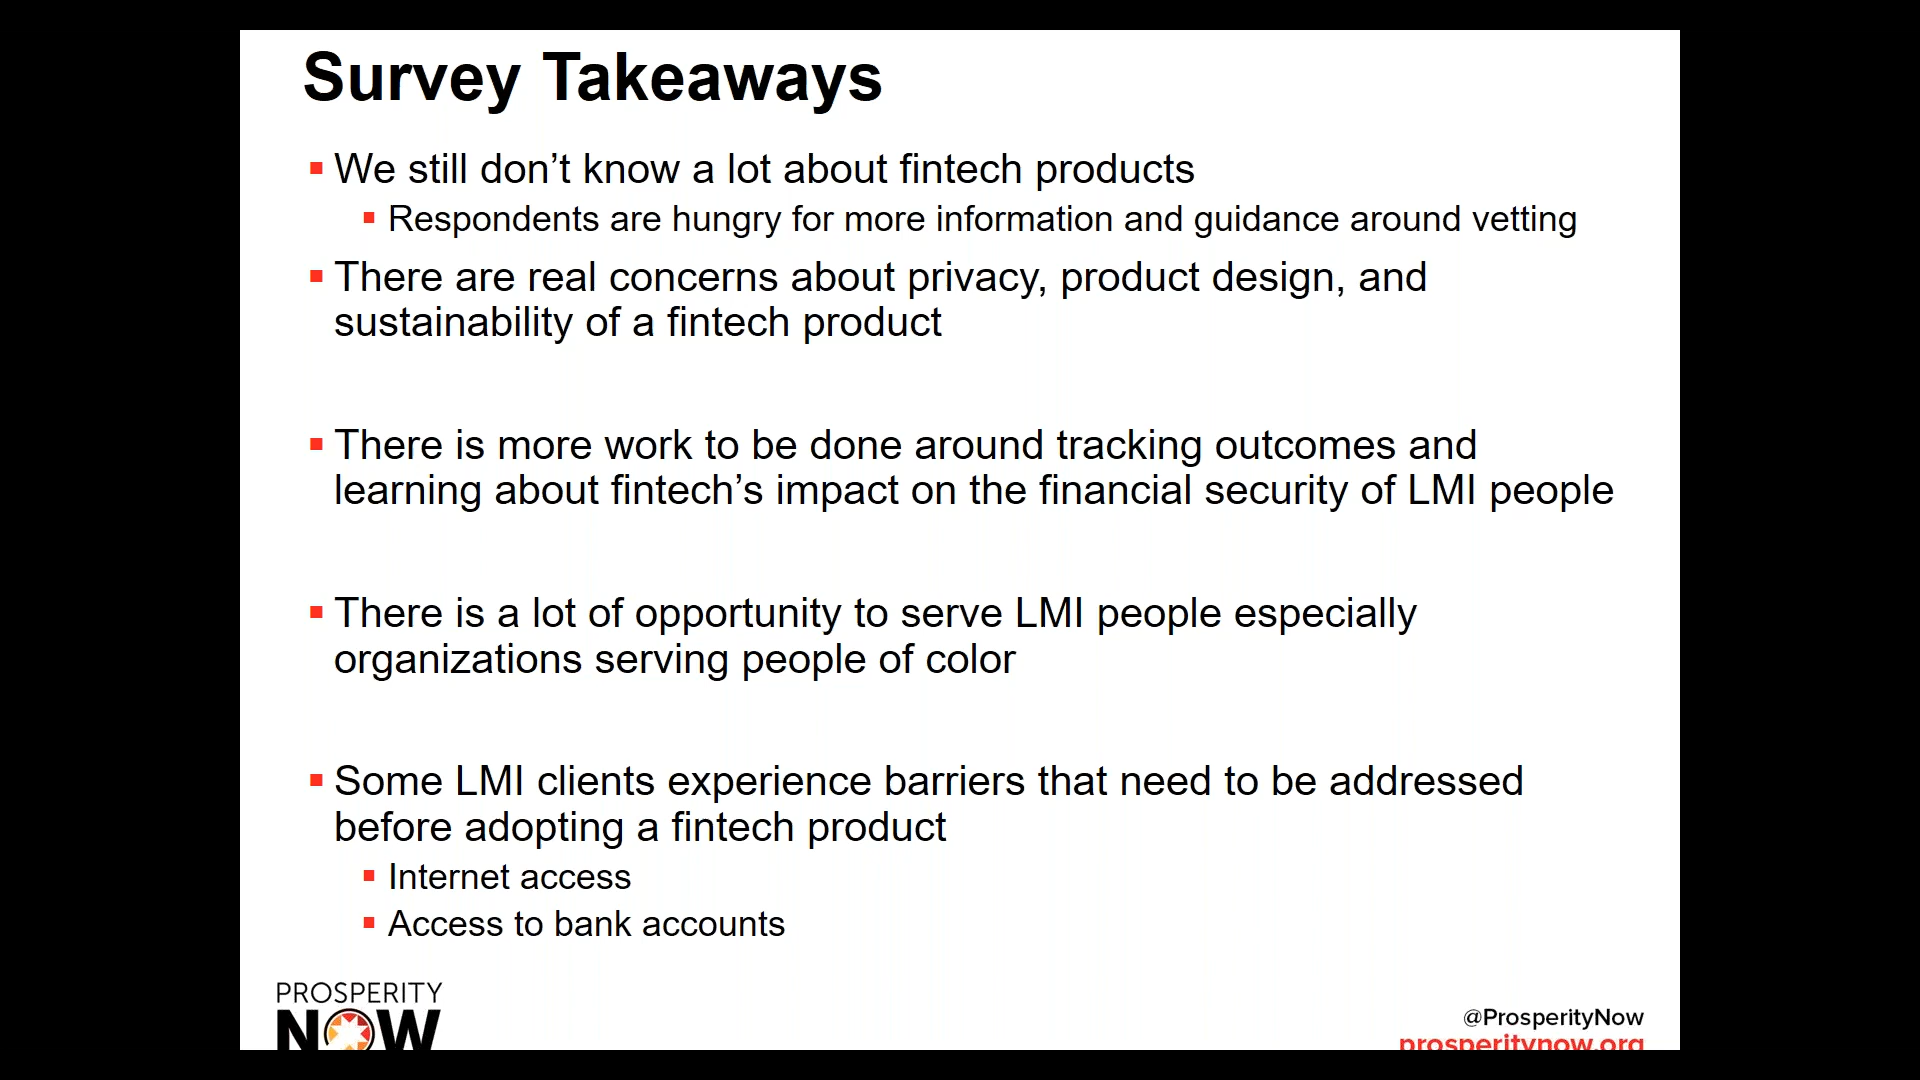 Survey Takeaways
We still don’t know a lot about fintech products
Respondents are hungry for more information and guidance around vetting
There are real concerns about privacy, product design, and
sustainability of a fintech product
There is more work to be done around tracking outcomes and
learning about fintech’s impact on the financial security of LMI people
There is a lot of opportunity to serve LMI people especially
organizations serving people of color
Some LMI clients experience barriers that need to be addressed
before adopting a fintech product
Internet access
Access to bank accounts
PROSPERITY
NOW
@ProsperityNow
prosperitynow.org